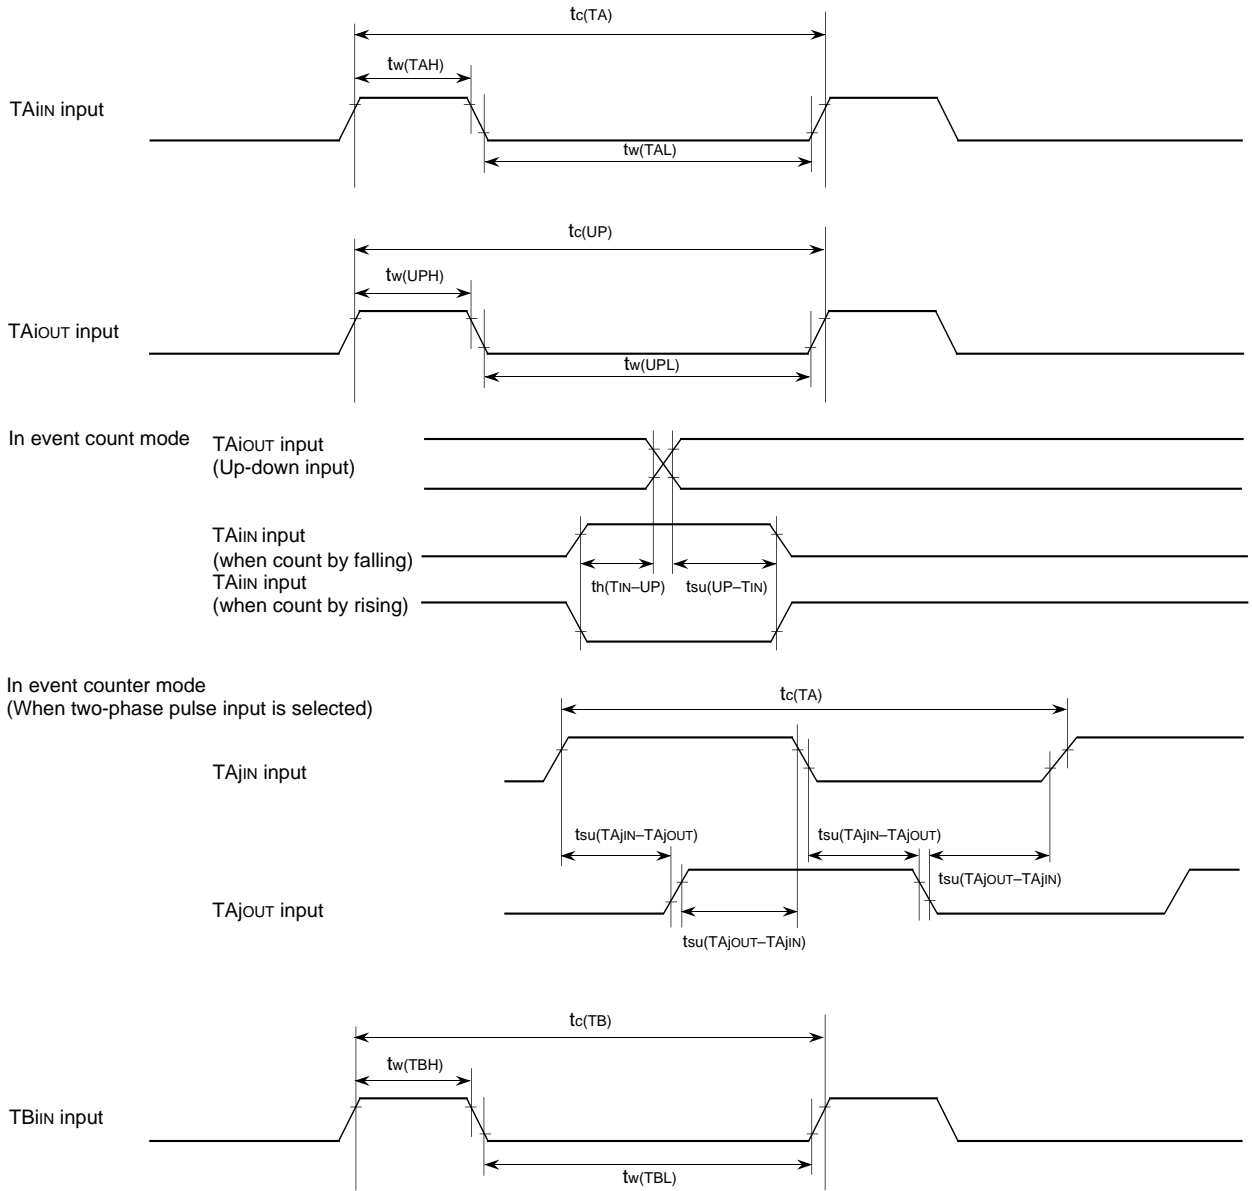 tc(TA)
tw(TAH)
TAiIN input
tw(TAL)
tc(UP)
tw(UPH)
TAiOUT input
tw(UPL)
In event count mode
TAiOUT input
(Up-down input)
TAiIN input
(when count by falling)
th(TIN–UP)
tsu(UP–TIN)
TAiIN input
(when count by rising)
In event counter mode
(When two-phase pulse input is selected)
tc(TA)
TAjIN input
tsu(TAjIN–TAjOUT)
tsu(TAjIN–TAjOUT)
tsu(TAjOUT–TAjIN)
TAjOUT input
tsu(TAjOUT–TAjIN)
tc(TB)
tw(TBH)
TBiIN input
tw(TBL)